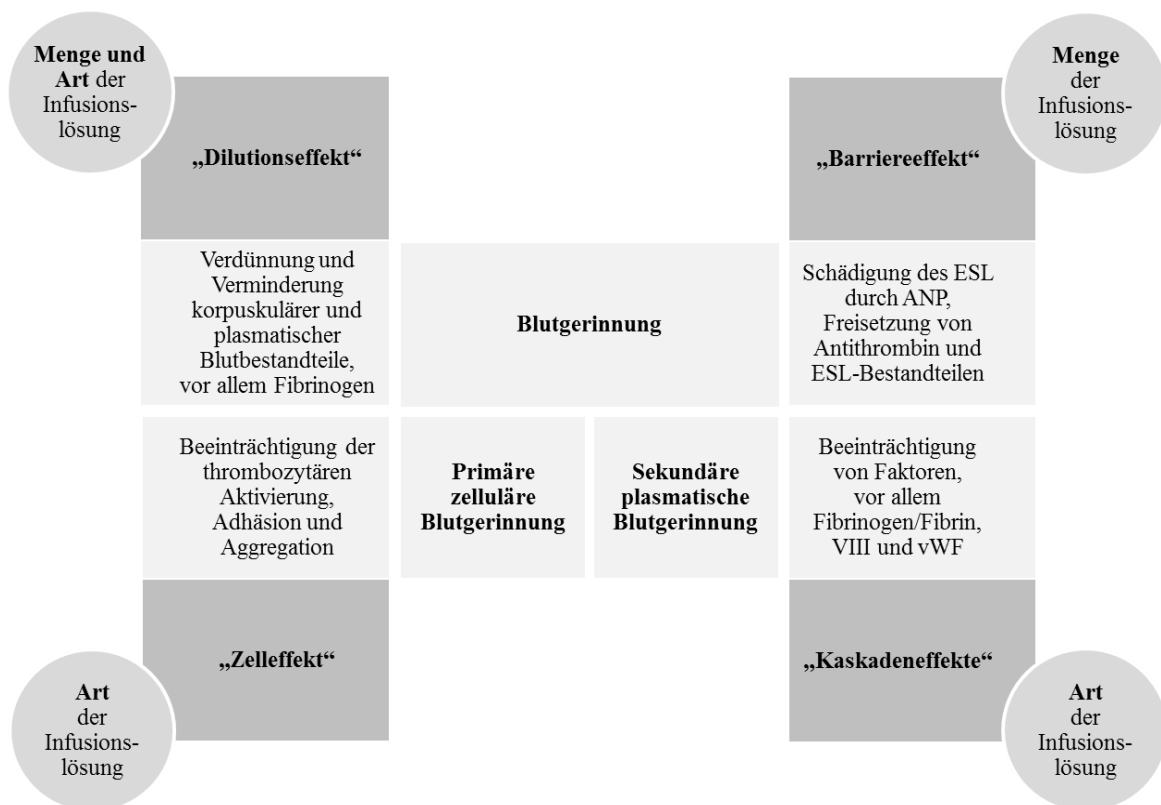 Menge und
Art der
Infusions-
lösung
„Dilutionseffekt“
Menge
der
Infusions-
lösung
„Barriereeffekt“
Verdünnung und
Verminderung
korpuskulärer und
plasmatischer
Blutbestandteile,
vor allem Fibrinogen
Blutgerinnung
Schädigung des ESL
durch ANP,
Freisetzung von
Antithrombin und
ESL-Bestandteilen
Beeinträchtigung der
thrombozytären
Aktivierung,
Adhäsion und
Aggregation
Primäre
zelluläre
Blutgerinnung
Sekundäre
plasmatische
Blutgerinnung
Beeinträchtigung
von Faktoren,
vor allem
Fibrinogen/Fibrin,
VIII und vWF
„Zelleffekt“
Art
der
Infusions-
lösung
„Kaskadeneffekte“
Art
der
Infusions-
lösung